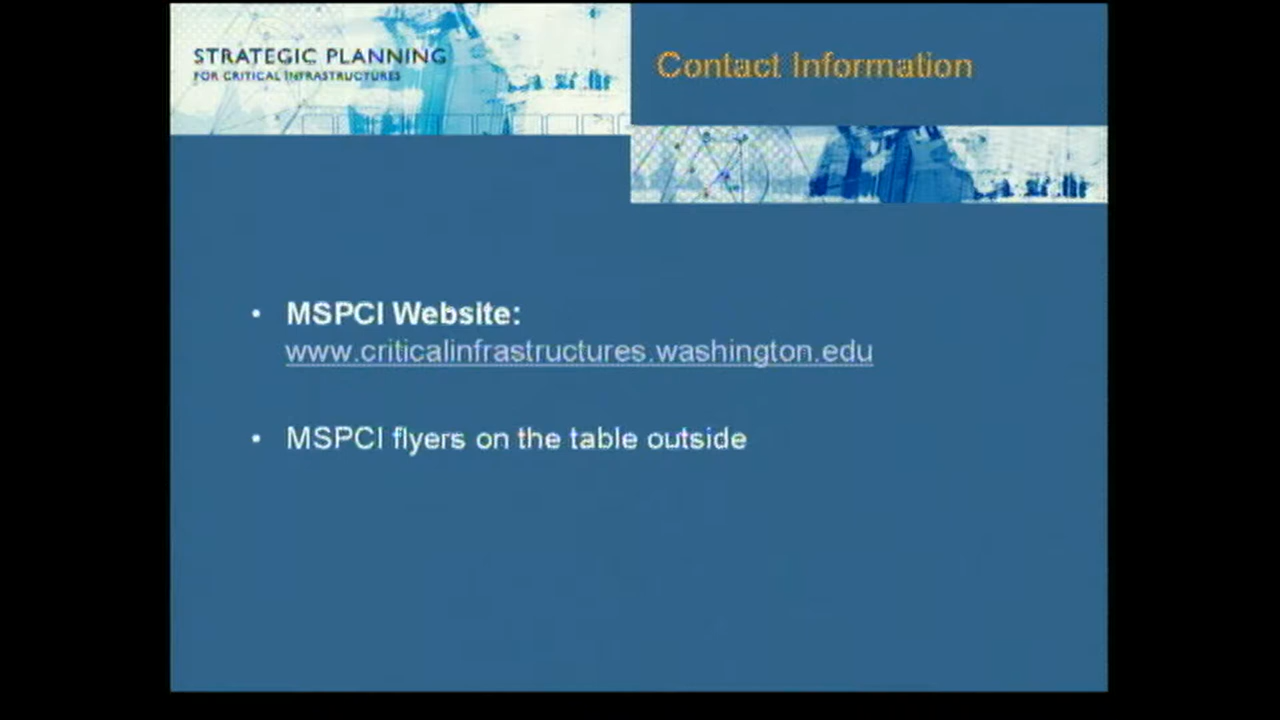 STRATEGIC PLANNING
FOR CRITICAL INFRASTRUCTURES
Contact Information
• MSPCI Website:
www.criticalinfrastructures.washington.edu
• MSPCI flyers on the table outside